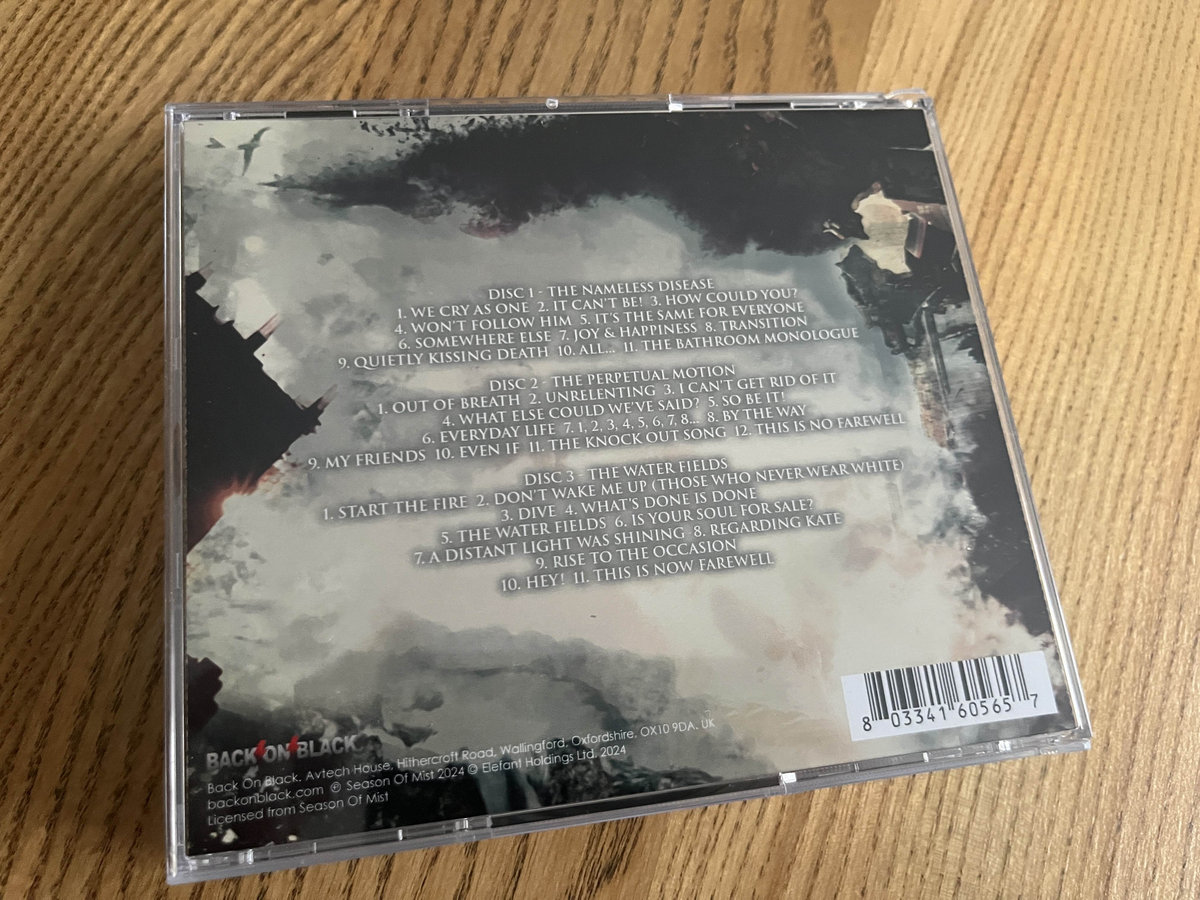 DISC 1 - THE NAMELESS DISEASE
1. WE CRY AS ONE 2. IT CAN'T BE! 3. HOW COULD YOU?
4. WON'T FOLLOW HIM 5. IT'S THE SAME FOR EVERYONE
6. SOMEWHERE ELSE 7. JOY & HAPPINESS 8. TRANSITION
9. QUIETLY KISSING DEATH 10. ALL... 11. THE BATHROOM MONOLOGUE
DISC 2 - THE PERPETUAL MOTION
1. OUT OF BREATH 2. UNRELENTING 3. I CAN'T GET RID OF IT
4. WHAT ELSE COULD WE'VE SAID? 5. SO BE IT!
6. EVERYDAY LIFE 7. 1, 2, 3, 4, 5, 6, 7, 8... 8. BY THE WAY
9. MY FRIENDS 10. EVEN IF 11. THE KNOCK OUT SONG 12. THIS IS NO FAREWELL
DISC 3 - THE WATER FIELDS
1. START THE FIRE 2. DON'T WAKE ME UP (THOSE WHO NEVER WEAR WHITE)
3. DIVE 4. WHAT'S DONE IS DONE
5. THE WATER FIELDS 6. IS YOUR SOUL FOR SALE?
7. A DISTANT LIGHT WAS SHINING 8. REGARDING KATE
9. RISE TO THE OCCASION
10. HEY! 11. THIS IS NOW FAREWELL
8 03341 60565 7
BACK ON BLACK
Back On Black. Avtech House, Hithercroft Road, Wallingford, Oxfordshire. OX10 9DA. UK
backonblack.com ℗ Season Of Mist 2024 © Elefant Holdings Ltd. 2024
Licensed from Season Of Mist